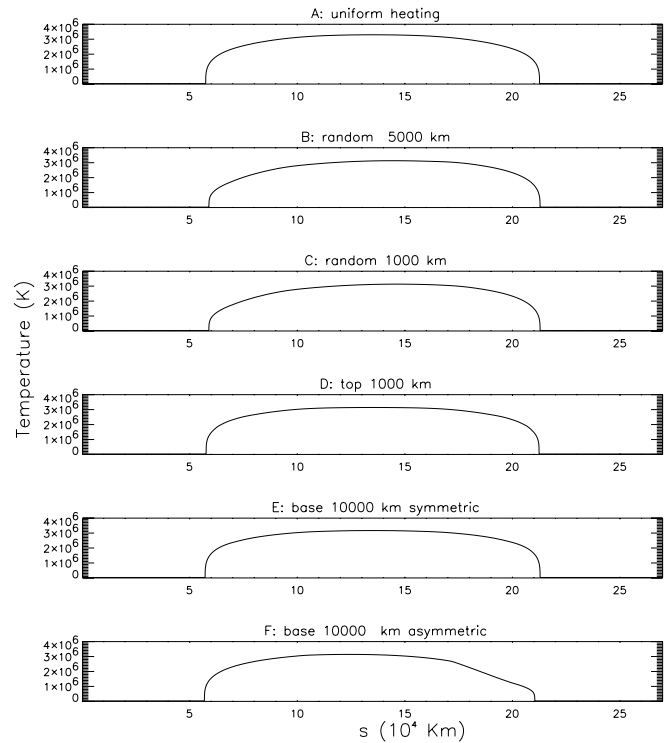 A: uniform heating
4×10⁶
3×10⁶
2×10⁶
1×10⁶
0
5 10 15 20 25
B: random 5000 km
4×10⁶
3×10⁶
2×10⁶
1×10⁶
0
5 10 15 20 25
C: random 1000 km
4×10⁶
3×10⁶
2×10⁶
1×10⁶
0
5 10 15 20 25
Temperature (K)
D: top 1000 km
4×10⁶
3×10⁶
2×10⁶
1×10⁶
0
5 10 15 20 25
E: base 10000 km symmetric
4×10⁶
3×10⁶
2×10⁶
1×10⁶
0
5 10 15 20 25
F: base 10000 km asymmetric
4×10⁶
3×10⁶
2×10⁶
1×10⁶
0
5 10 15 20 25
s (10⁴ Km)